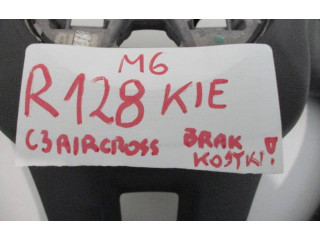 M6
R128 KIE
C3 AIRCROSS BRAK
KOSTKI!